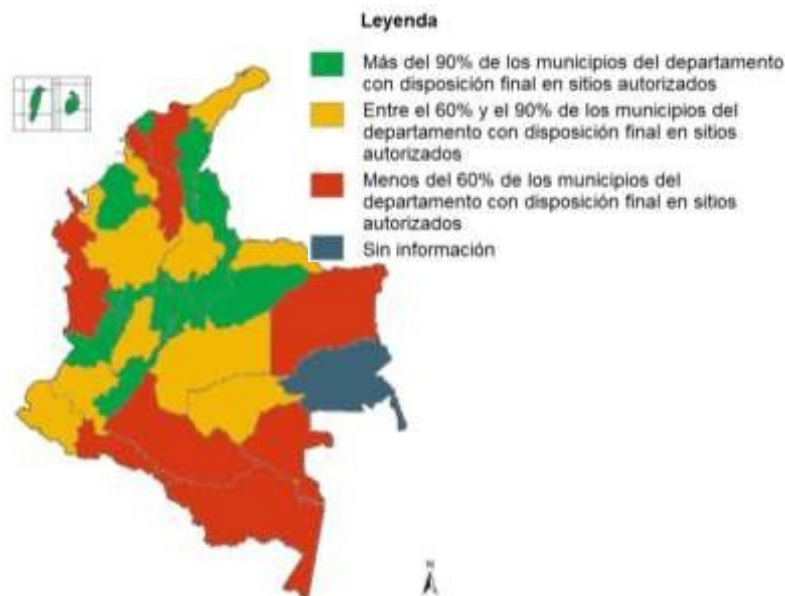 Leyenda
Más del 90% de los municipios del departamento
con disposición final en sitios autorizados
Entre el 60% y el 90% de los municipios del
departamento con disposición final en sitios
autorizados
Menos del 60% de los municipios del
departamento con disposición final en sitios
autorizados
Sin información
N